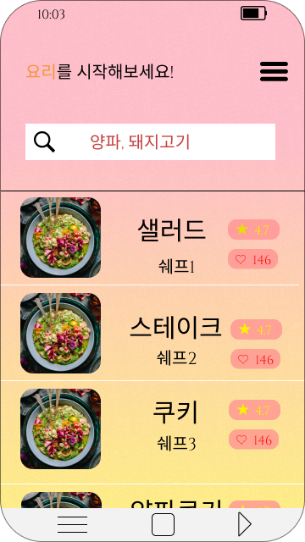 10:03
요리를 시작해보세요!
양파, 돼지고기
샐러드
4.7
쉐프1
146
스테이크
4.7
쉐프2
146
쿠키
4.7
쉐프3
146